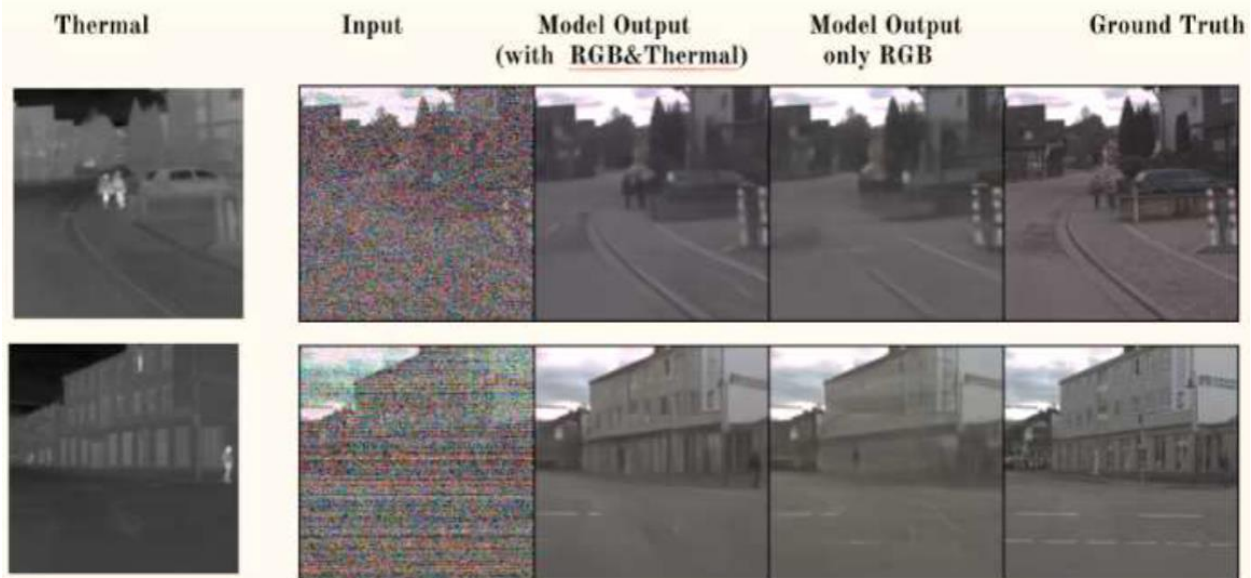 Thermal
Input
Model Output
(with RGB&Thermal)
Model Output
only RGB
Ground Truth